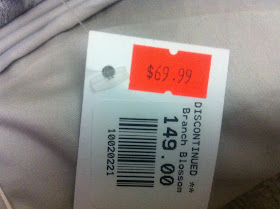 $69.99
DISCONTINUED **
Branch Blossom
149.00
10020221